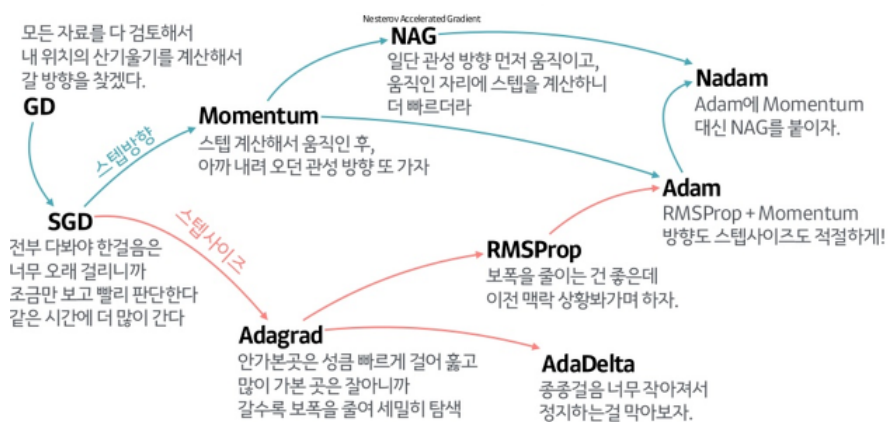 Nesterov Accelerated Gradient
NAG
일단 관성 방향 먼저 움직이고,
움직인 자리에 스텝을 계산하니
더 빠르더라
모든 자료를 다 검토해서
내 위치의 산기울기를 계산해서
갈 방향을 찾겠다.
GD
Nadam
Adam에 Momentum
대신 NAG를 붙이자.
Momentum
스텝 계산해서 움직인 후,
아까 내려 오던 관성 방향 또 가자
스텝방향
Adam
RMSProp + Momentum
방향도 스텝사이즈도 적절하게!
SGD
전부 다봐야 한걸음은
너무 오래 걸리니까
조금만 보고 빨리 판단한다
같은 시간에 더 많이 간다
스텝사이즈
RMSProp
보폭을 줄이는 건 좋은데
이전 맥락 상황봐가며 하자.
Adagrad
안가본곳은 성큼 빠르게 걸어 훓고
많이 가본 곳은 잘아니까
갈수록 보폭을 줄여 세밀히 탐색
AdaDelta
종종걸음 너무 작아져서
정지하는걸 막아보자.